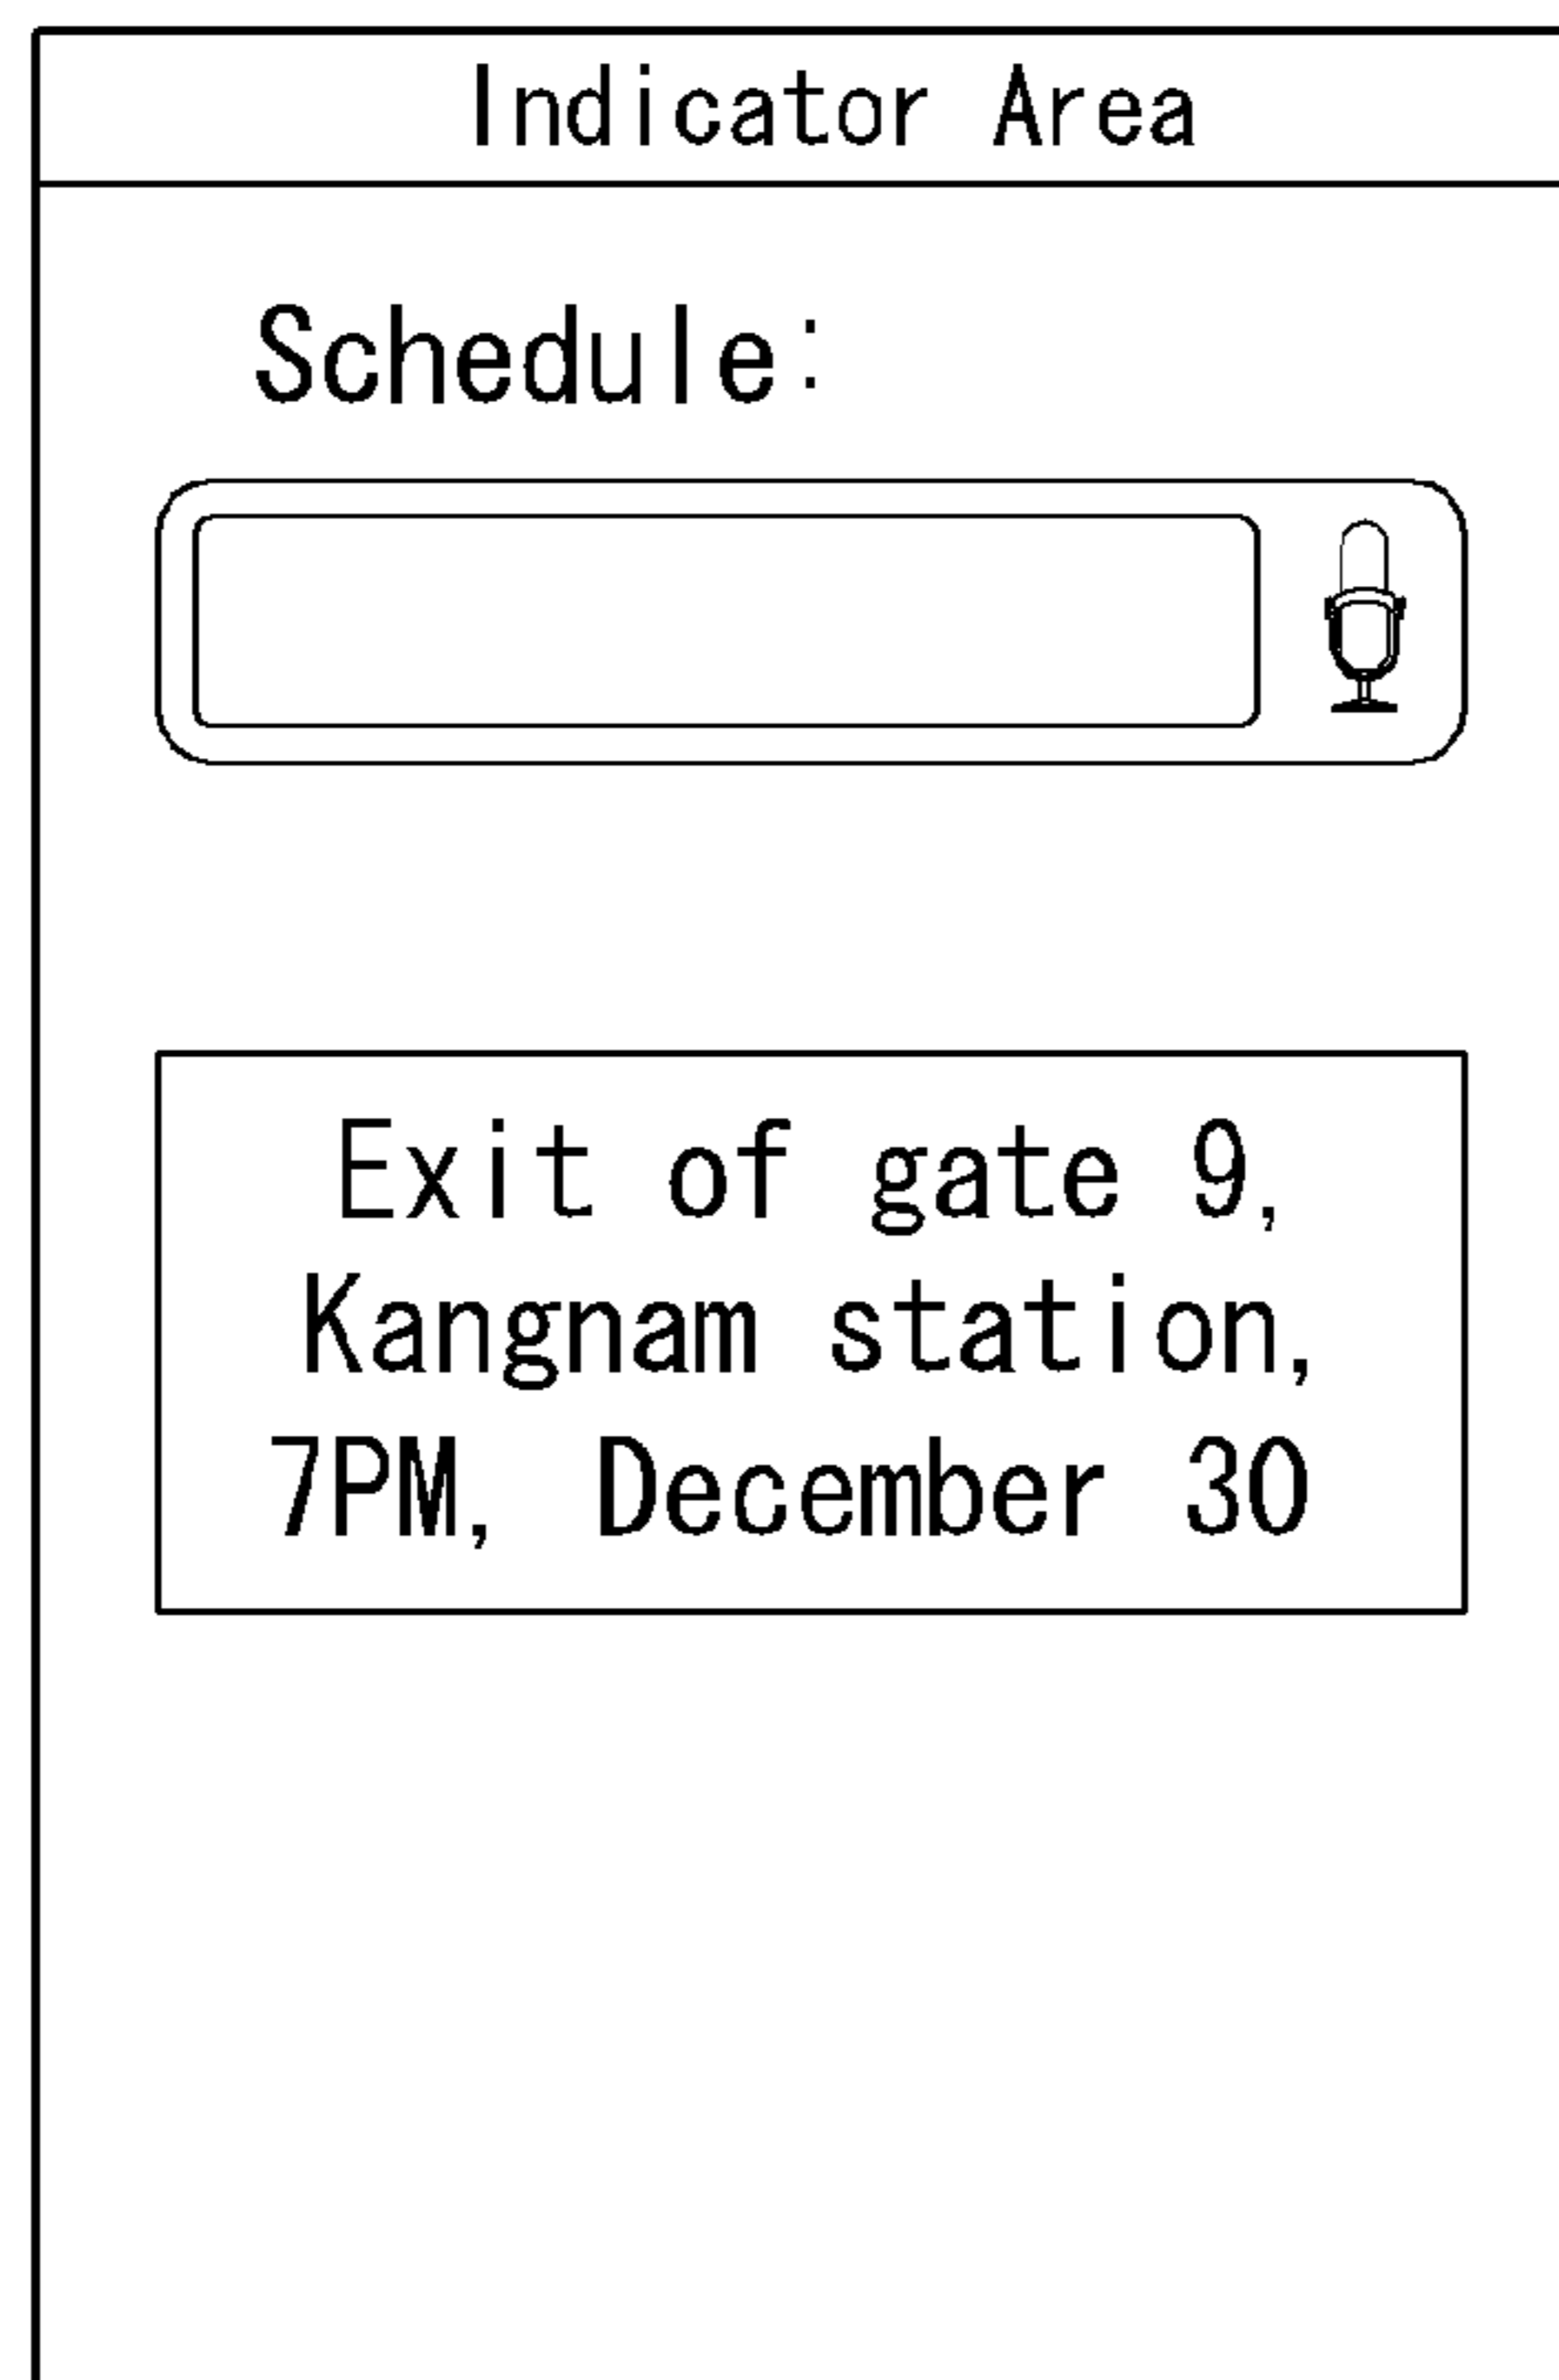 Indicator Area
Schedule:
Exit of gate 9,
Kangnam station,
7PM, December 30